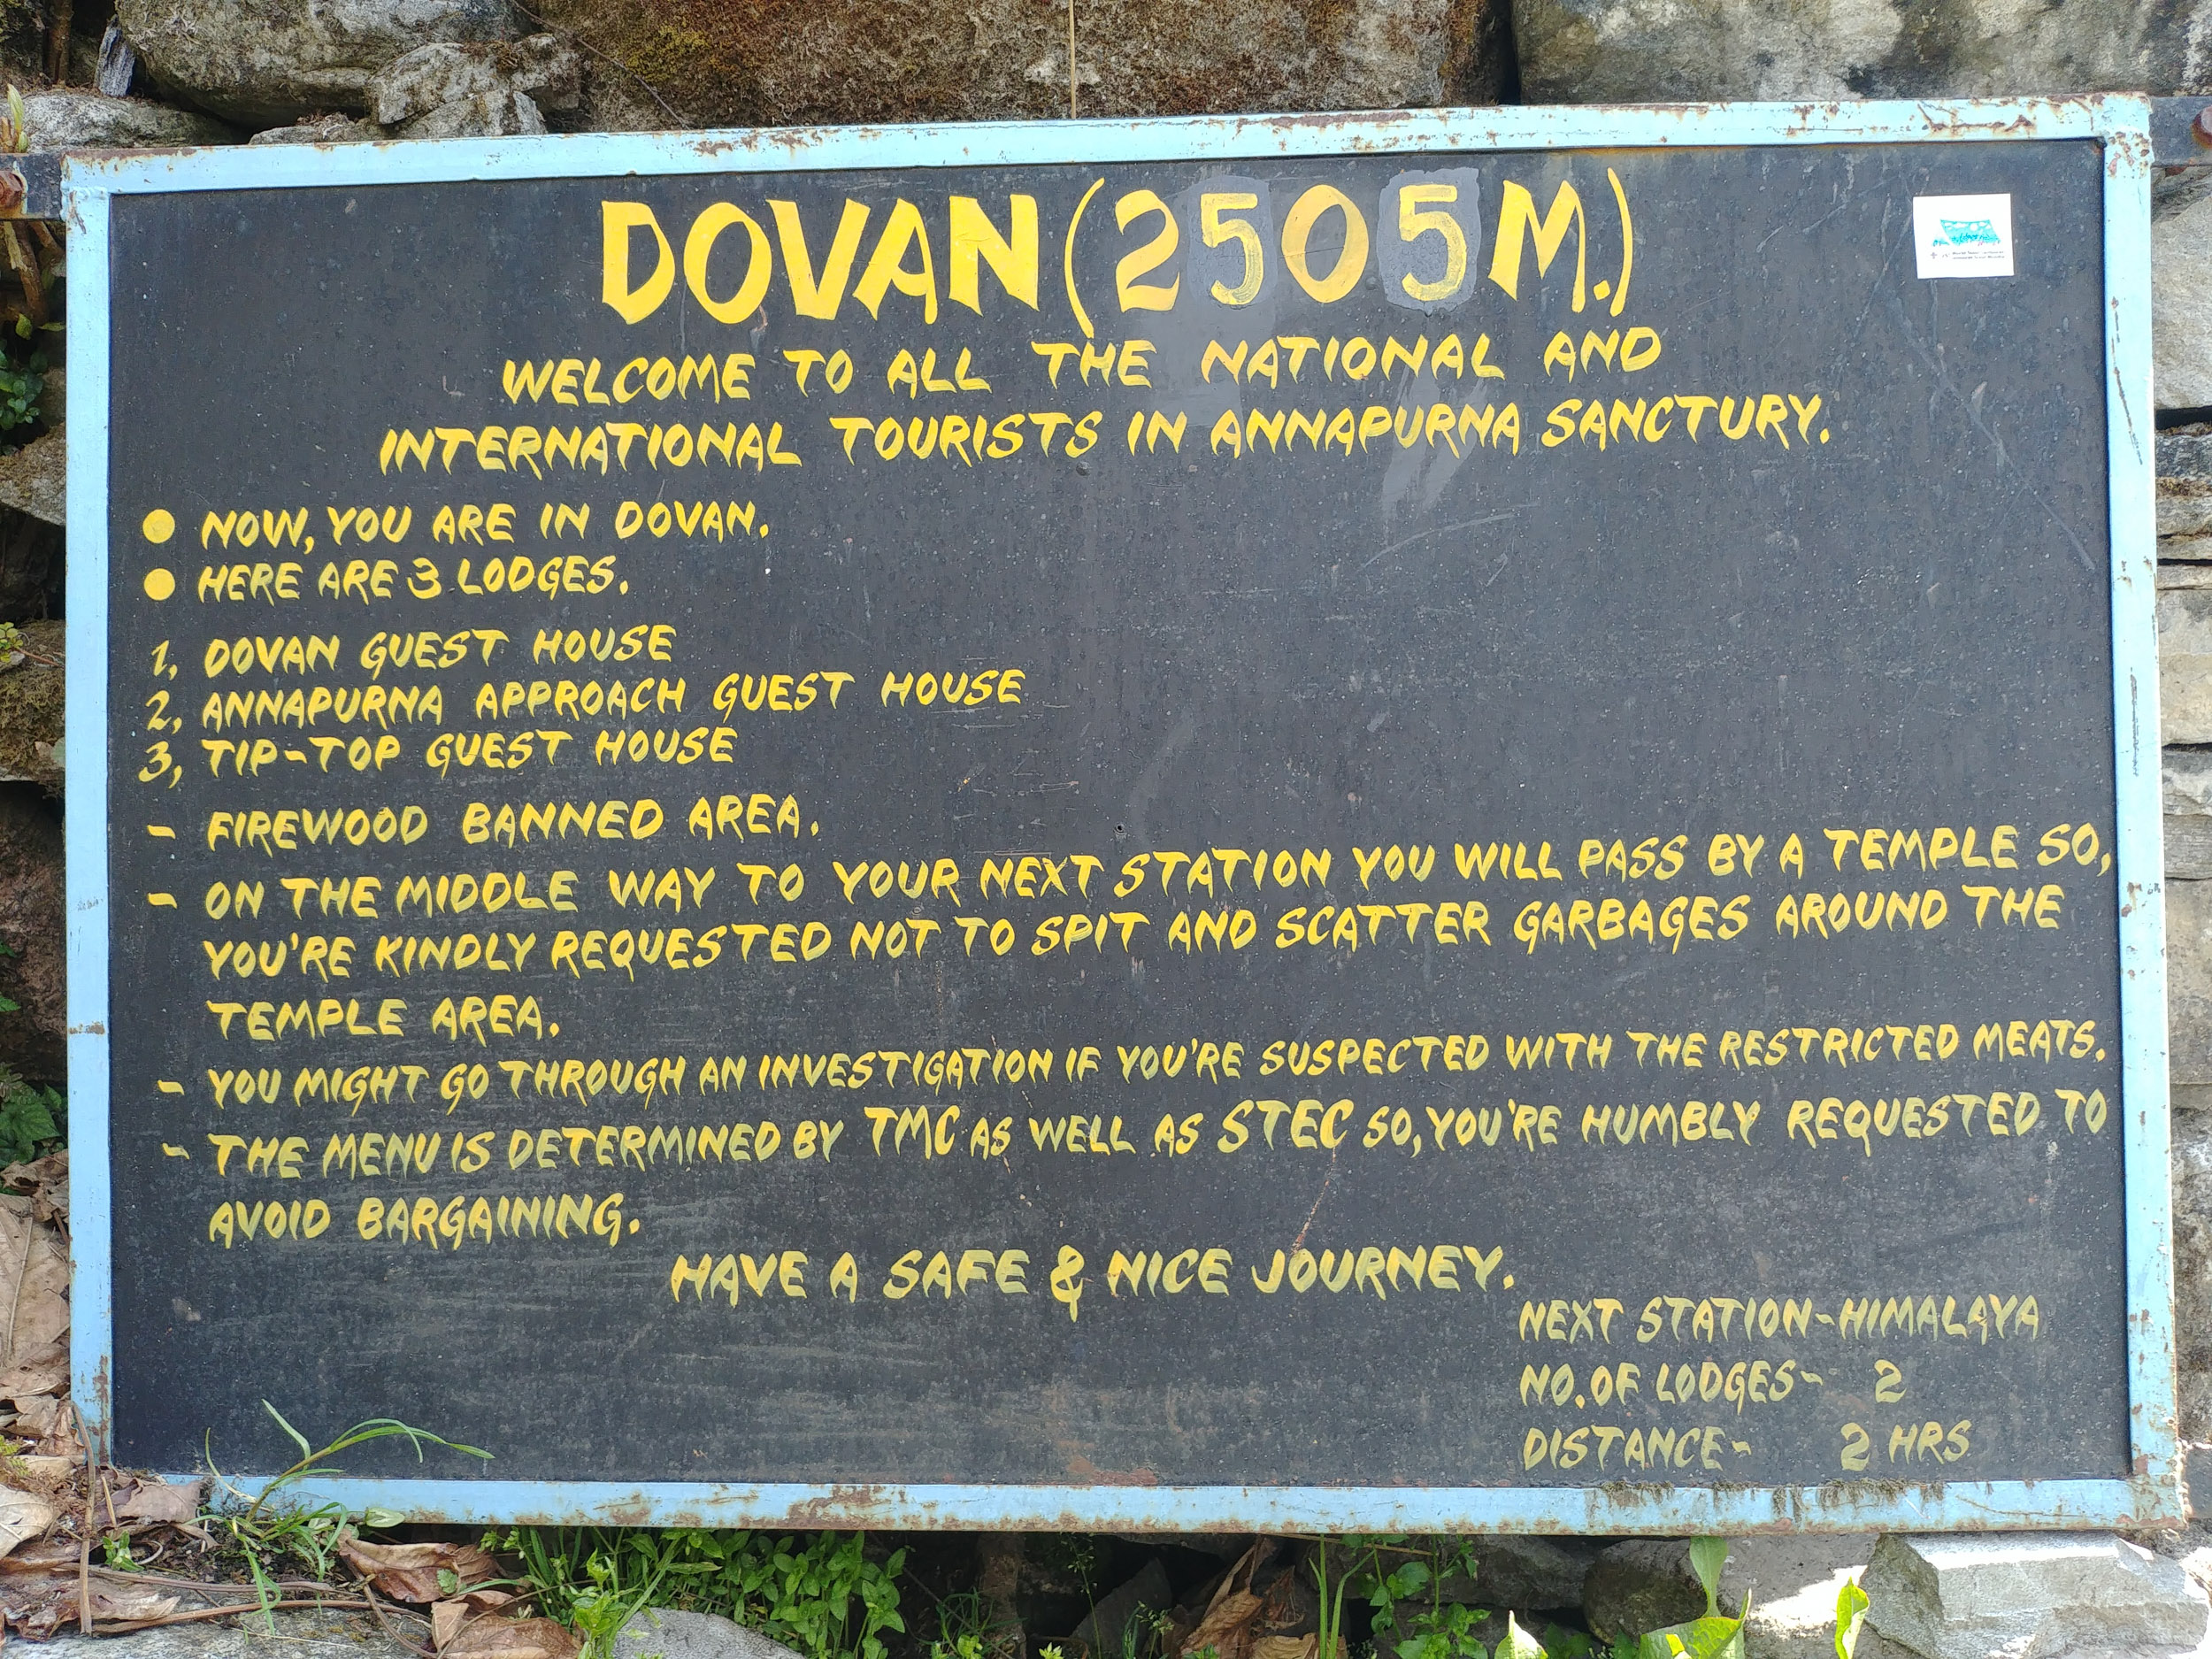 DOVAN (2505 M.)
WELCOME TO ALL THE NATIONAL AND
INTERNATIONAL TOURISTS IN ANNAPURNA SANCTURY.
● NOW, YOU ARE IN DOVAN.
● HERE ARE 3 LODGES.
1, DOVAN GUEST HOUSE
2, ANNAPURNA APPROACH GUEST HOUSE
3, TIP-TOP GUEST HOUSE
- FIREWOOD BANNED AREA.
- ON THE MIDDLE WAY TO YOUR NEXT STATION YOU WILL PASS BY A TEMPLE SO,
YOU'RE KINDLY REQUESTED NOT TO SPIT AND SCATTER GARBAGES AROUND THE
TEMPLE AREA.
- YOU MIGHT GO THROUGH AN INVESTIGATION IF YOU'RE SUSPECTED WITH THE RESTRICTED MEATS.
- THE MENU IS DETERMINED BY TMC AS WELL AS STEC SO, YOU'RE HUMBLY REQUESTED TO
AVOID BARGAINING.
HAVE A SAFE & NICE JOURNEY.
NEXT STATION-HIMALAYA
NO. OF LODGES- 2
DISTANCE- 2 HRS